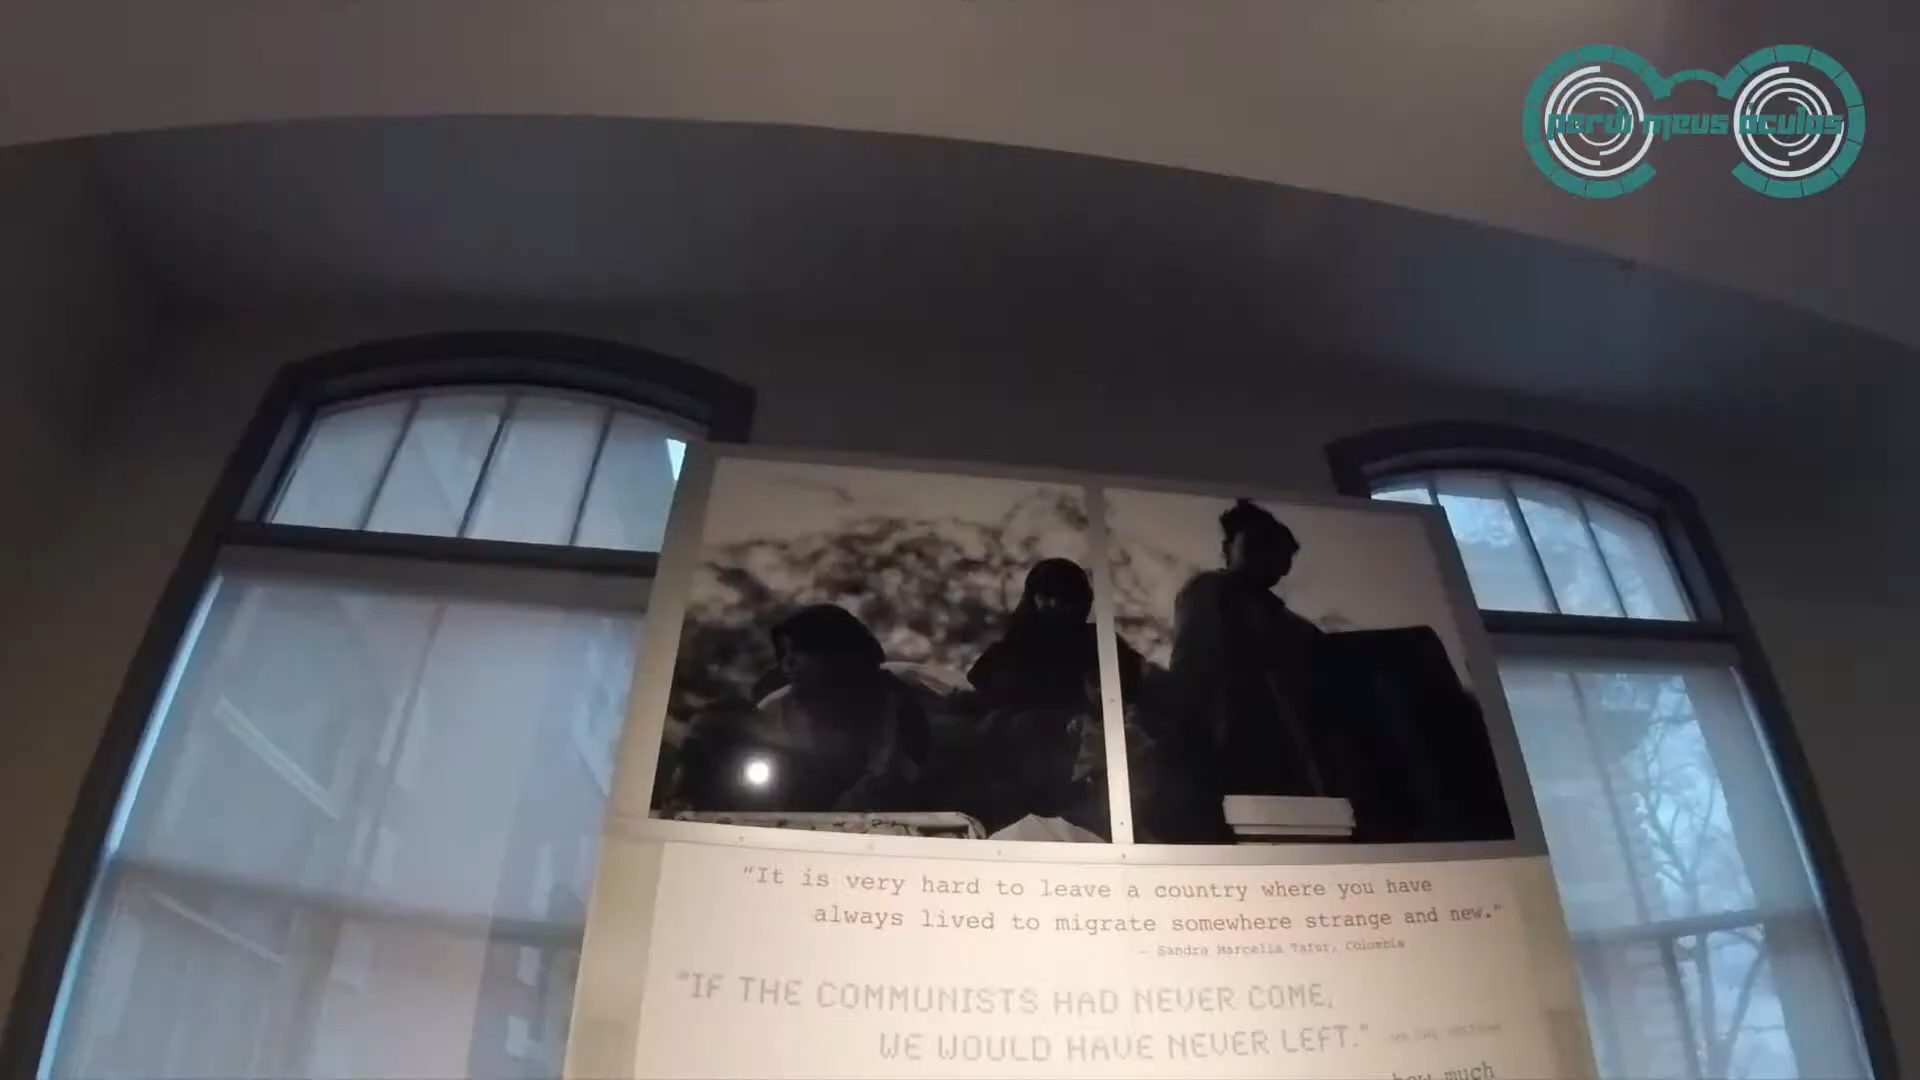 perdi meus óculos
"It is very hard to leave a country where you have
always lived to migrate somewhere strange and new."
- Sandra Marcelia Tafur, Colombia
"IF THE COMMUNISTS HAD NEVER COME,
WE WOULD HAVE NEVER LEFT."
how much